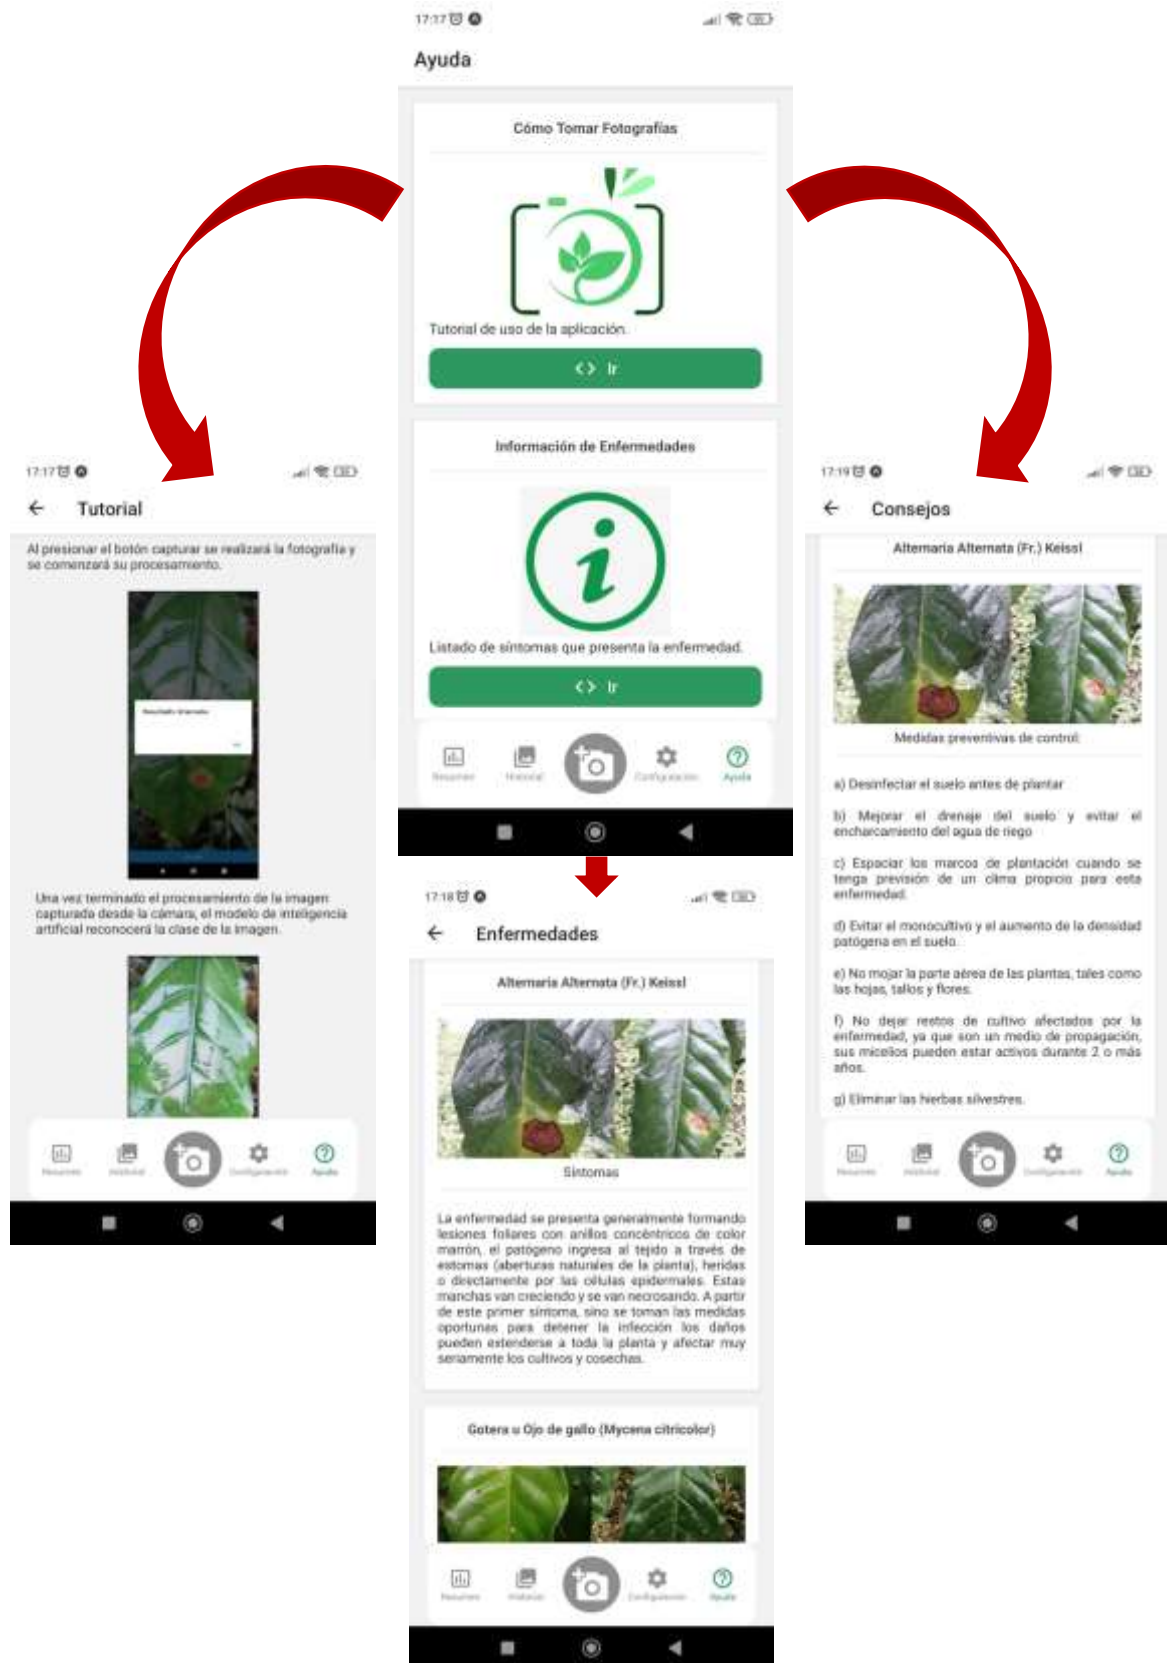 17:17
Ayuda
Cómo Tomar Fotografías
Tutorial de uso de la aplicación.
<> Ir
Información de Enfermedades
Listado de síntomas que presenta la enfermedad.
<> Ir
Resumen Historial Configuración Ayuda
17:17
← Tutorial
Al presionar el botón capturar se realizará la fotografía y
se comenzará su procesamiento.
Una vez terminado el procesamiento de la imagen
capturada desde la cámara, el modelo de inteligencia
artificial reconocerá la clase de la imagen.
Resumen Historial Configuración Ayuda
17:18
← Enfermedades
Alternaria Alternata (Fr.) Keissl
Síntomas
La enfermedad se presenta generalmente formando
lesiones foliares con anillos concéntricos de color
marrón, el patógeno ingresa al tejido a través de
estomas (aberturas naturales de la planta), heridas
o directamente por las células epidermales. Estas
manchas van creciendo y se van necrosando. A partir
de este primer síntoma, sino se toman las medidas
oportunas para detener la infección los daños
pueden extenderse a toda la planta y afectar muy
seriamente los cultivos y cosechas.
Gotera u Ojo de gallo (Mycena citricolor)
Resumen Historial Configuración Ayuda
17:19
← Consejos
Alternaria Alternata (Fr.) Keissl
Medidas preventivas de control:
a) Desinfectar el suelo antes de plantar
b) Mejorar el drenaje del suelo y evitar el
encharcamiento del agua de riego
c) Espaciar los marcos de plantación cuando se
tenga previsión de un clima propicio para esta
enfermedad.
d) Evitar el monocultivo y el aumento de la densidad
patógena en el suelo.
e) No mojar la parte aérea de las plantas, tales como
las hojas, tallos y flores.
f) No dejar restos de cultivo afectados por la
enfermedad, ya que son un medio de propagación,
sus micelios pueden estar activos durante 2 o más
años.
g) Eliminar las hierbas silvestres.
Resumen Historial Configuración Ayuda